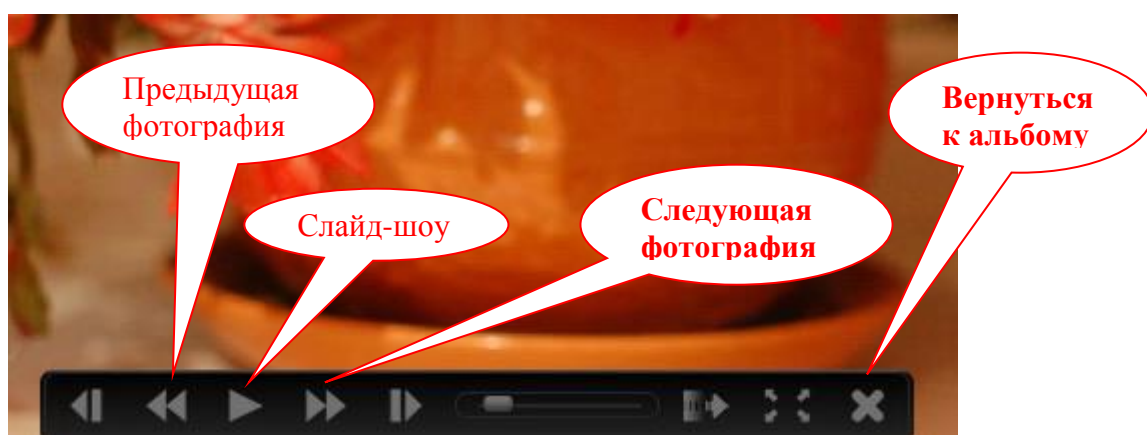 Предыдущая
фотография
Вернуться
к альбому
Слайд-шоу
Следующая
фотография